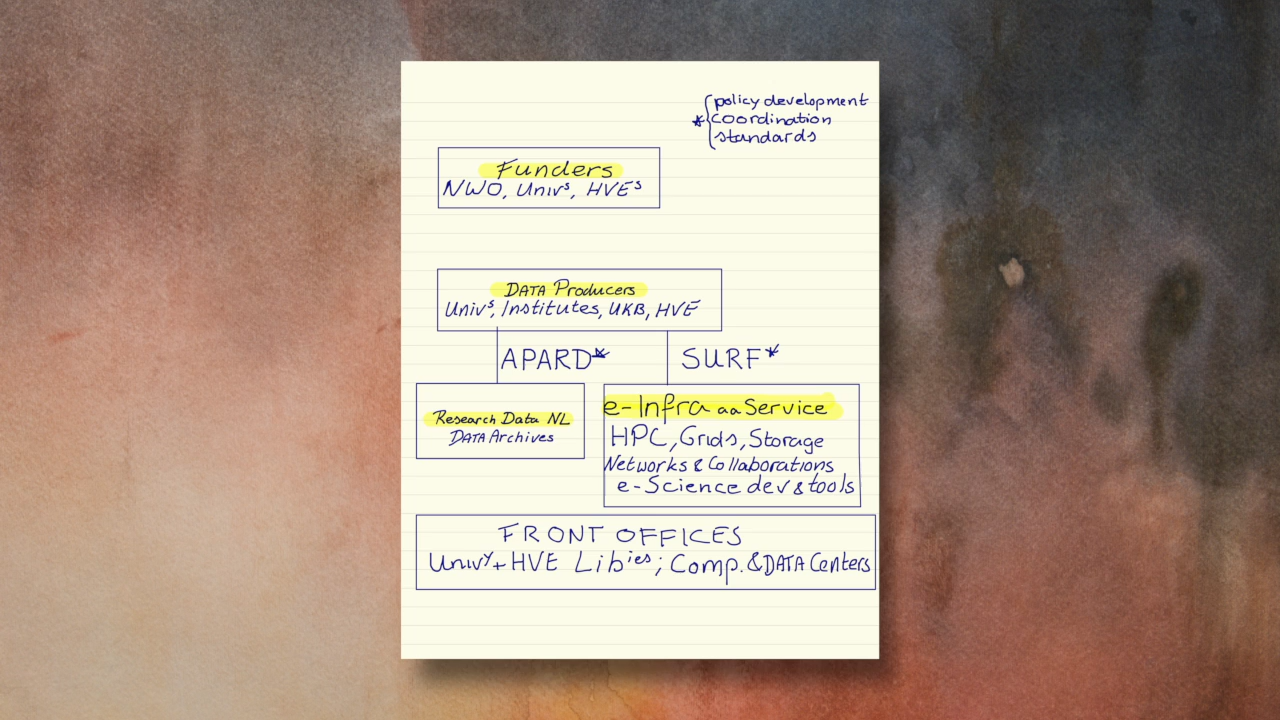 policy development
* coordination
standards
Funders
NWO, Univˢ, HVEˢ
DATA Producers
Univˢ, Institutes, UKB, HVE
APARD* SURF*
Research Data NL
DATA Archives
e-Infra aa Service
HPC, Grids, Storage
Networks & Collaborations
e-Science dev & tools
FRONT OFFICES
Univʸ + HVE Libⁱᵉˢ; Comp. & DATA Centers